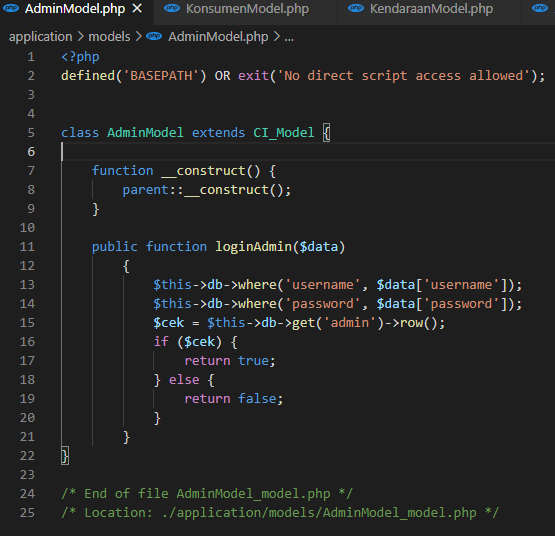 AdminModel.php × KonsumenModel.php KendaraanModel.php
application > models > AdminModel.php > ...
1 <?php
2 defined('BASEPATH') OR exit('No direct script access allowed');
3
4
5 class AdminModel extends CI_Model {
6
7 function __construct() {
8 parent::__construct();
9 }
10
11 public function loginAdmin($data)
12 {
13 $this->db->where('username', $data['username']);
14 $this->db->where('password', $data['password']);
15 $cek = $this->db->get('admin')->row();
16 if ($cek) {
17 return true;
18 } else {
19 return false;
20 }
21 }
22 }
23
24 /* End of file AdminModel_model.php */
25 /* Location: ./application/models/AdminModel_model.php */